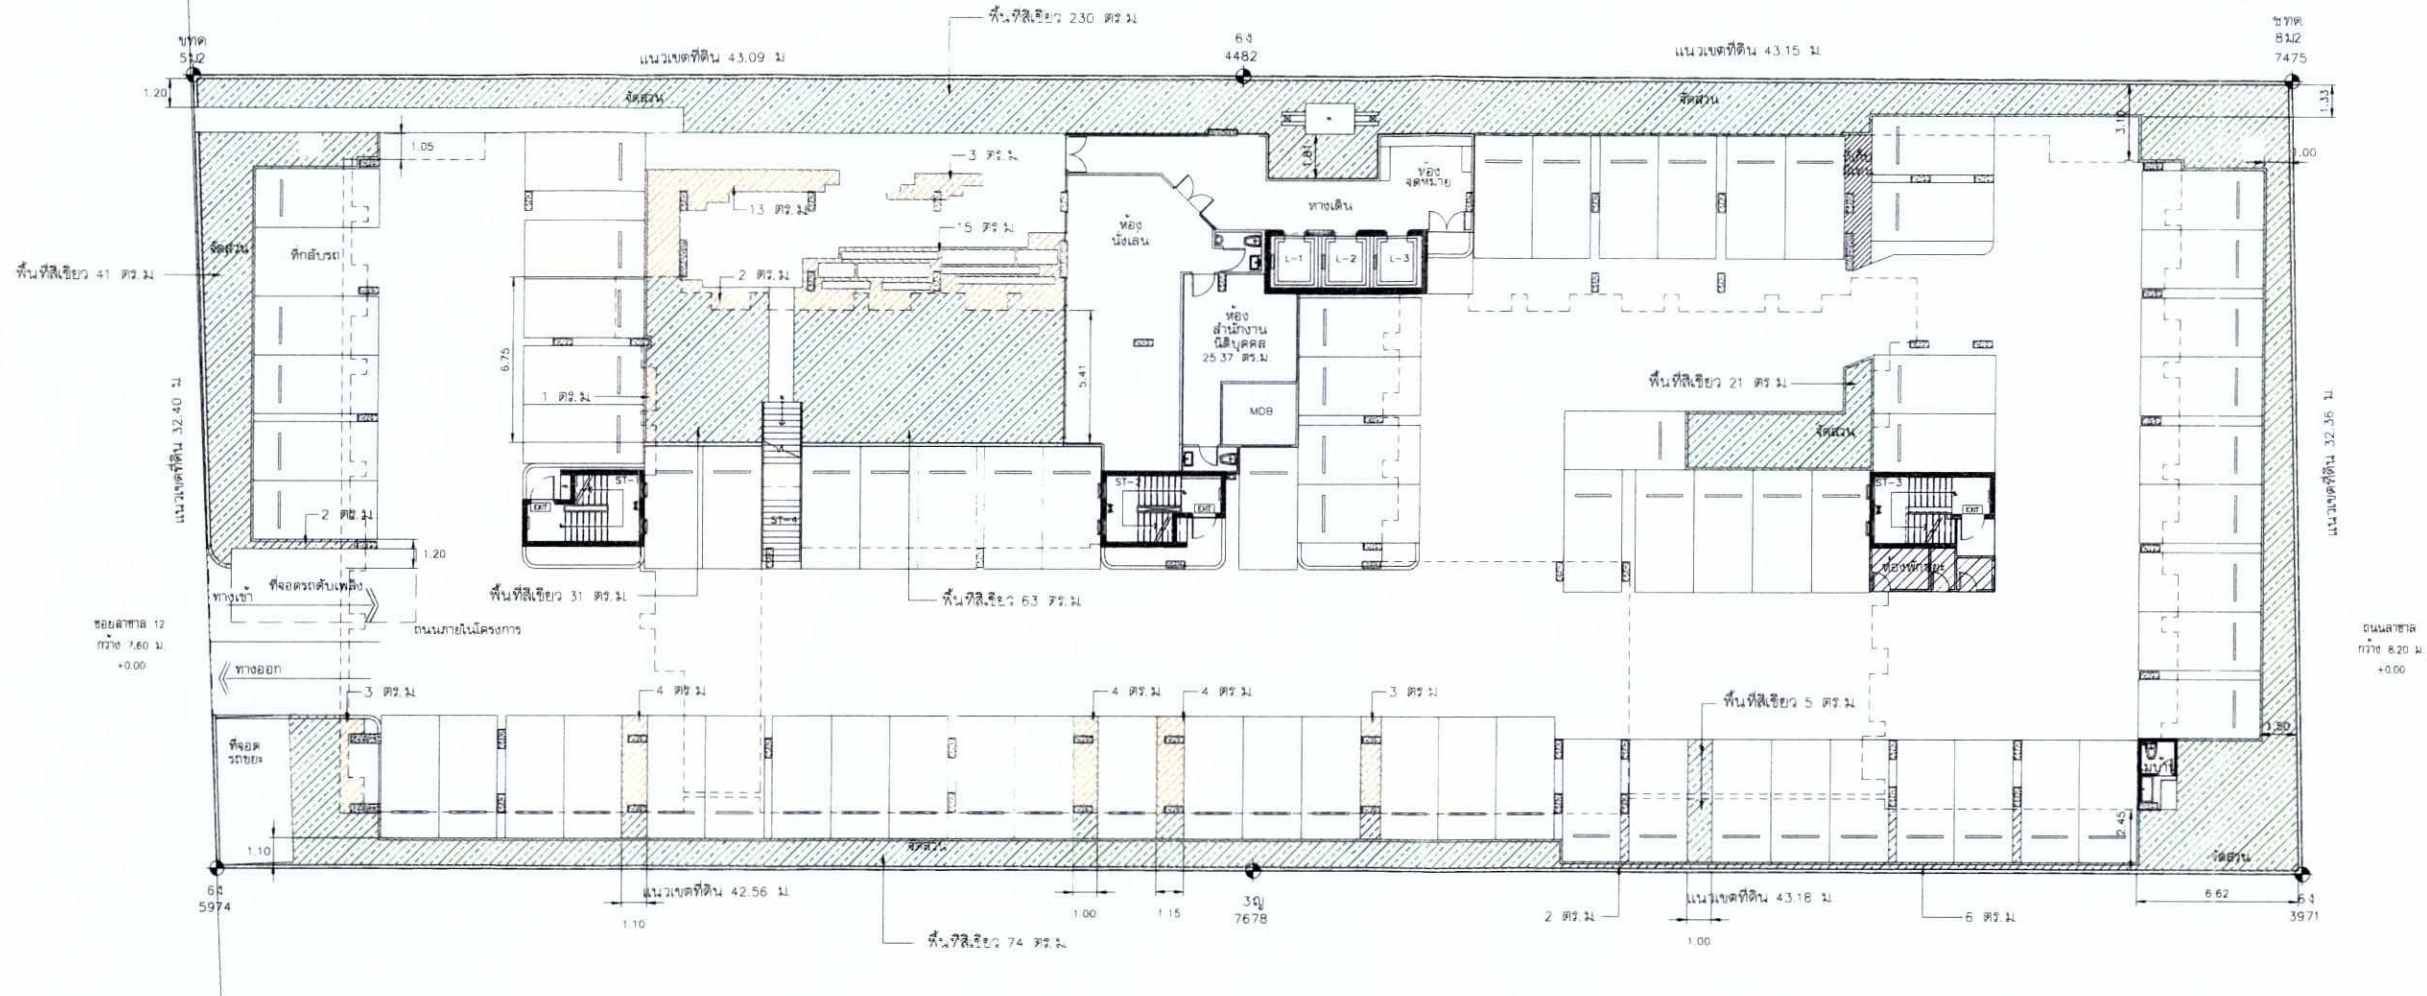 พื้นที่สีเขียว 230 ตร.ม
ขทด
5ม2
แนวเขตที่ดิน 43.09 ม
6ง
4482
แนวเขตที่ดิน 43.15 ม
ขทด
8ม2
7475
1.20
จัดสวน
จัดสวน
1.33
3.10
1.05
1.81
1.00
3 ตร.ม
ห้อง
จดหมาย
13 ตร.ม
ทางเดิน
ห้อง
นั่งเล่น
15 ตร.ม
จัดสวน
ที่กลับรถ
พื้นที่สีเขียว 41 ตร.ม
2 ตร.ม
L-1
L-2
L-3
ห้อง
สำนักงาน
นิติบุคคล
25.37 ตร.ม.
6.75
5.41
1 ตร.ม
MDB
พื้นที่สีเขียว 21 ตร.ม
จัดสวน
แนวเขตที่ดิน 32.40 ม
แนวเขตที่ดิน 32.36 ม
ST-2
ST-3
EXIT
EXIT
EXIT
ST-4
2 ตร.ม
1.20
ที่จอดรถดับเพลิง
ทางเข้า
ห้องพักขยะ
พื้นที่สีเขียว 31 ตร.ม
พื้นที่สีเขียว 63 ตร.ม
ซอยลาซาล 12
กว้าง 7.60 ม.
+0.00
ถนนภายในโครงการ
ถนนลาซาล
กว้าง 8.20 ม.
+0.00
ทางออก
3 ตร.ม
4 ตร.ม
4 ตร.ม
4 ตร.ม
3 ตร.ม
พื้นที่สีเขียว 5 ตร.ม
ที่จอด
รถขยะ
1.10
2.45
จัดสวน
จัดสวน
6ง
5974
แนวเขตที่ดิน 42.56 ม
1.10
1.00
1.15
3ญ
7678
แนวเขตที่ดิน 43.18 ม
2 ตร.ม
1.00
6 ตร.ม
6.62
6ง
3971
พื้นที่สีเขียว 74 ตร.ม